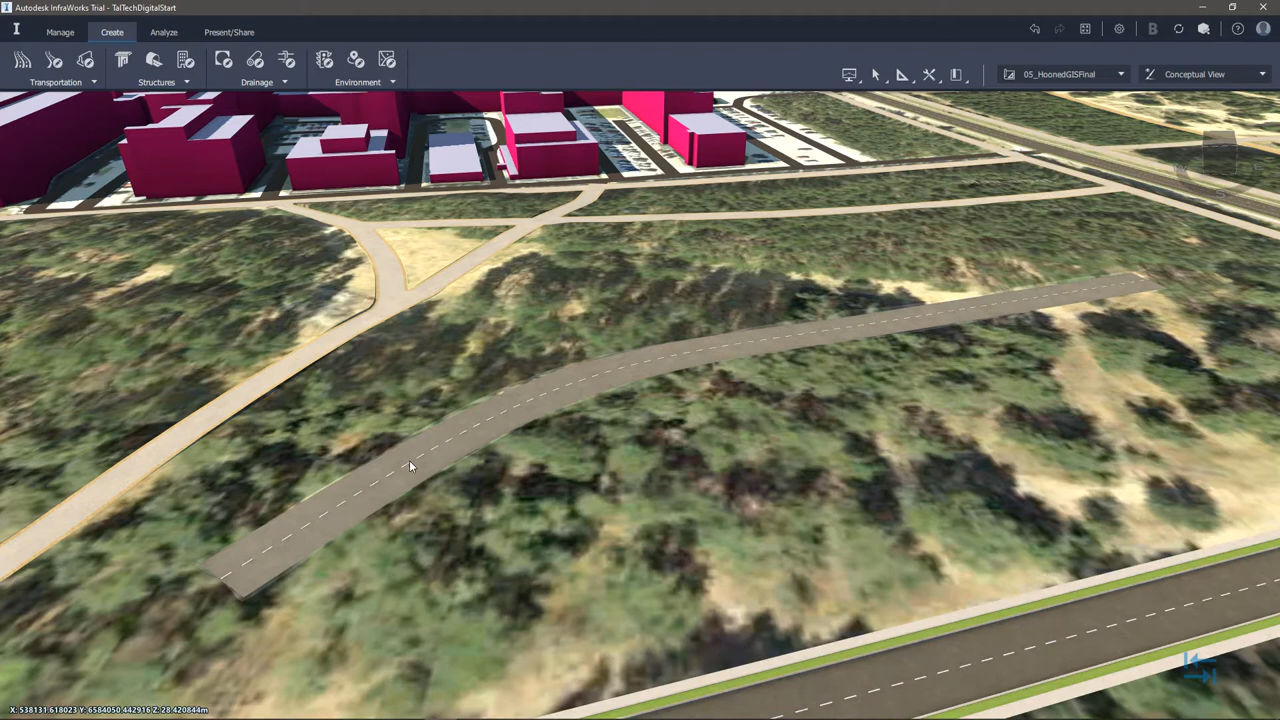 Autodesk InfraWorks Trial - TalTechDigitalStart
Manage Create Analyze Present/Share
Transportation Structures Drainage Environment
05_HoonedGISFinal Conceptual View
X: 538131.618023 Y: 6584050.442916 Z: 28.420844m